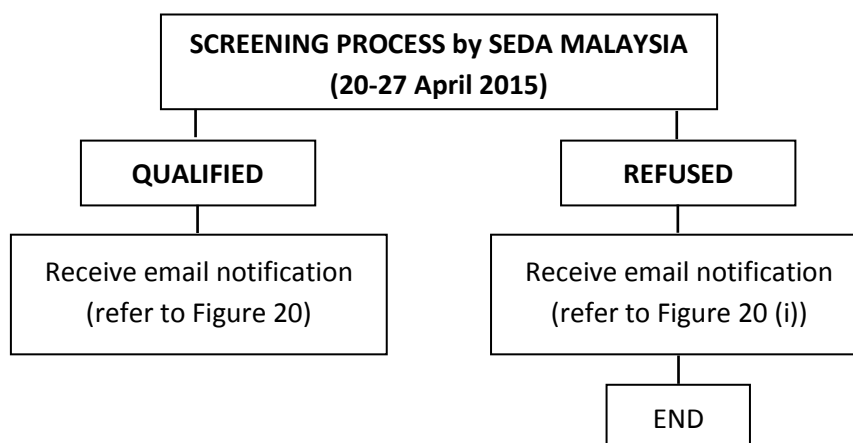 SCREENING PROCESS by SEDA MALAYSIA
(20-27 April 2015)
QUALIFIED
REFUSED
Receive email notification
(refer to Figure 20)
Receive email notification
(refer to Figure 20 (i))
END